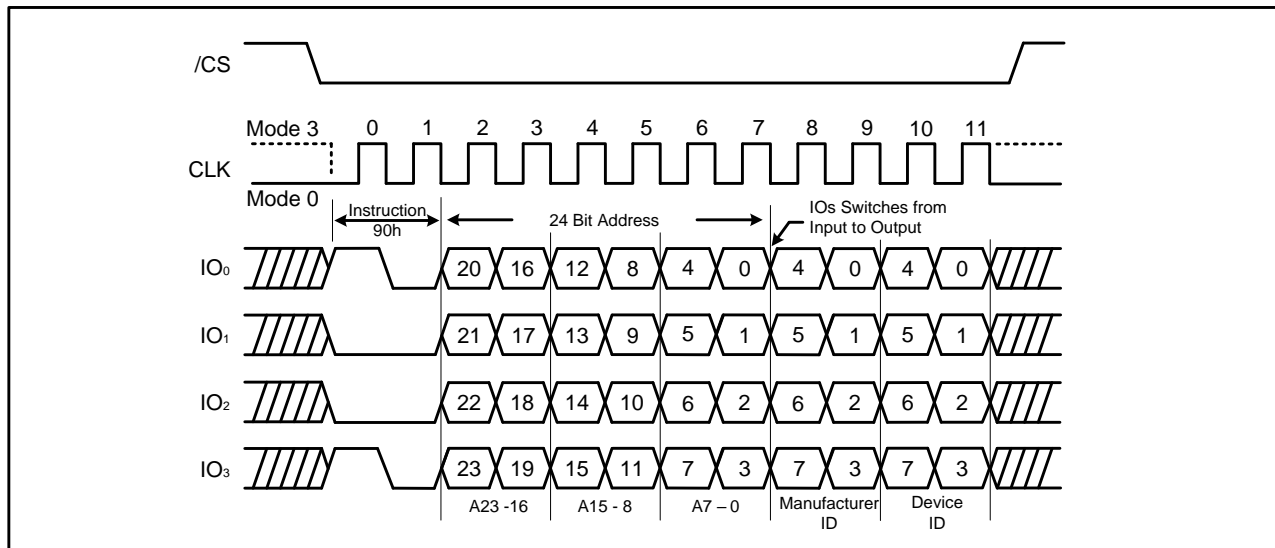 /CS
Mode 3 0 1 2 3 4 5 6 7 8 9 10 11
CLK
Mode 0
Instruction
90h
24 Bit Address
IOs Switches from
Input to Output
IO0 20 16 12 8 4 0 4 0 4 0
IO1 21 17 13 9 5 1 5 1 5 1
IO2 22 18 14 10 6 2 6 2 6 2
IO3 23 19 15 11 7 3 7 3 7 3
A23 -16 A15 - 8 A7 – 0 Manufacturer ID Device ID